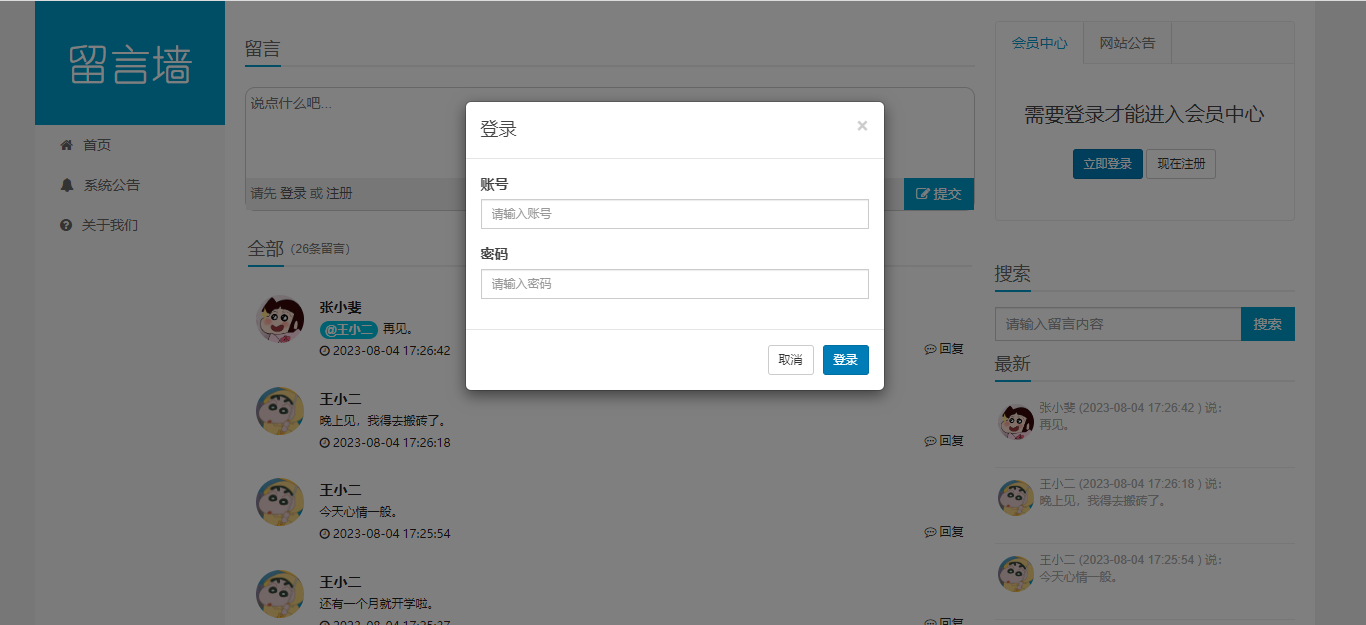 留言墙
首页
系统公告
关于我们
留言
说点什么吧...
请先 登录 或 注册
提交
全部 (26条留言)
张小斐
@王小二 再见。
2023-08-04 17:26:42
回复
王小二
晚上见，我得去搬砖了。
2023-08-04 17:26:18
回复
王小二
今天心情一般。
2023-08-04 17:25:54
回复
王小二
还有一个月就开学啦。
回复
登录
×
账号
请输入账号
密码
请输入密码
取消 登录
会员中心 网站公告
需要登录才能进入会员中心
立即登录 现在注册
搜索
请输入留言内容 搜索
最新
张小斐 (2023-08-04 17:26:42 ) 说：
再见。
王小二 (2023-08-04 17:26:18 ) 说：
晚上见，我得去搬砖了。
王小二 (2023-08-04 17:25:54 ) 说：
今天心情一般。